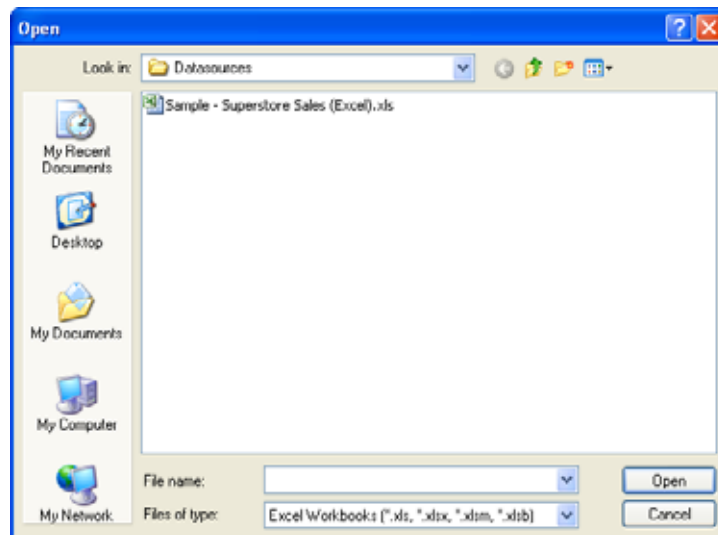 Open
Look in: Datasources
Sample - Superstore Sales (Excel).xls
My Recent
Documents
Desktop
My Documents
My Computer
My Network
File name:
Open
Files of type: Excel Workbooks (*.xls, *.xlsx, *.xlsm, *.xlsb)
Cancel